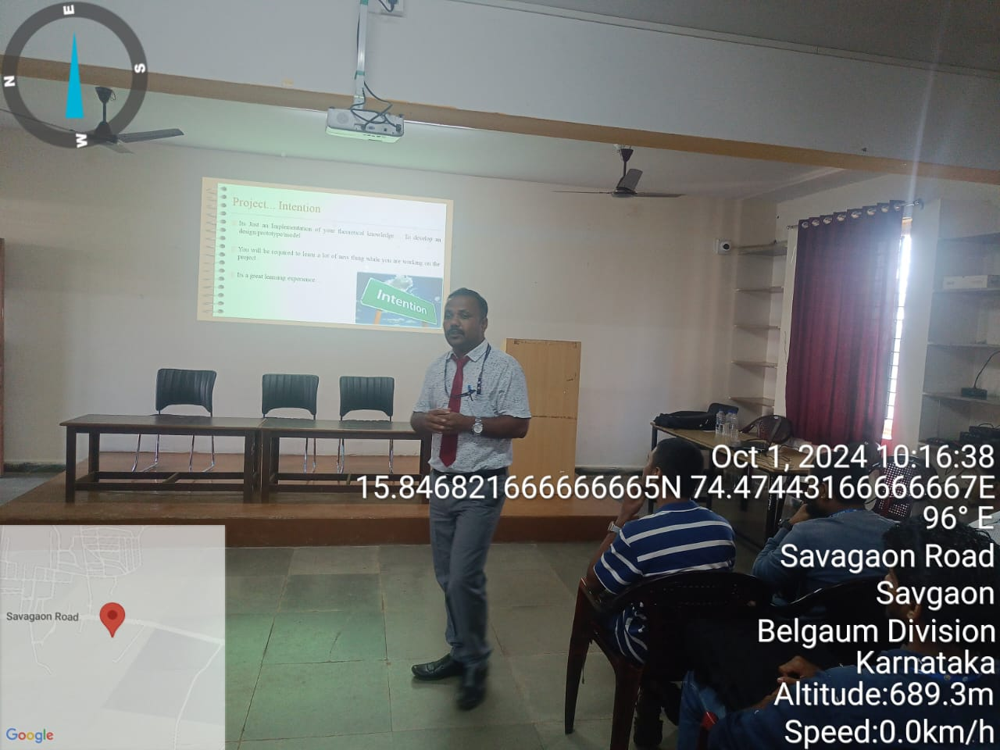 E
S
N
W
Project... Intention
Its Just an Implementation of your theoretical knowledge ... To develop an
design/prototype/model
You will be required to learn a lot of new thing while you are working on the
project
Its a great learning experience...
Intention
Oct 1, 2024 10:16:38
15.846821666666665N 74.47443166666667E
96° E
Savagaon Road
Savgaon
Belgaum Division
Karnataka
Altitude:689.3m
Speed:0.0km/h
Savagaon Road
Google